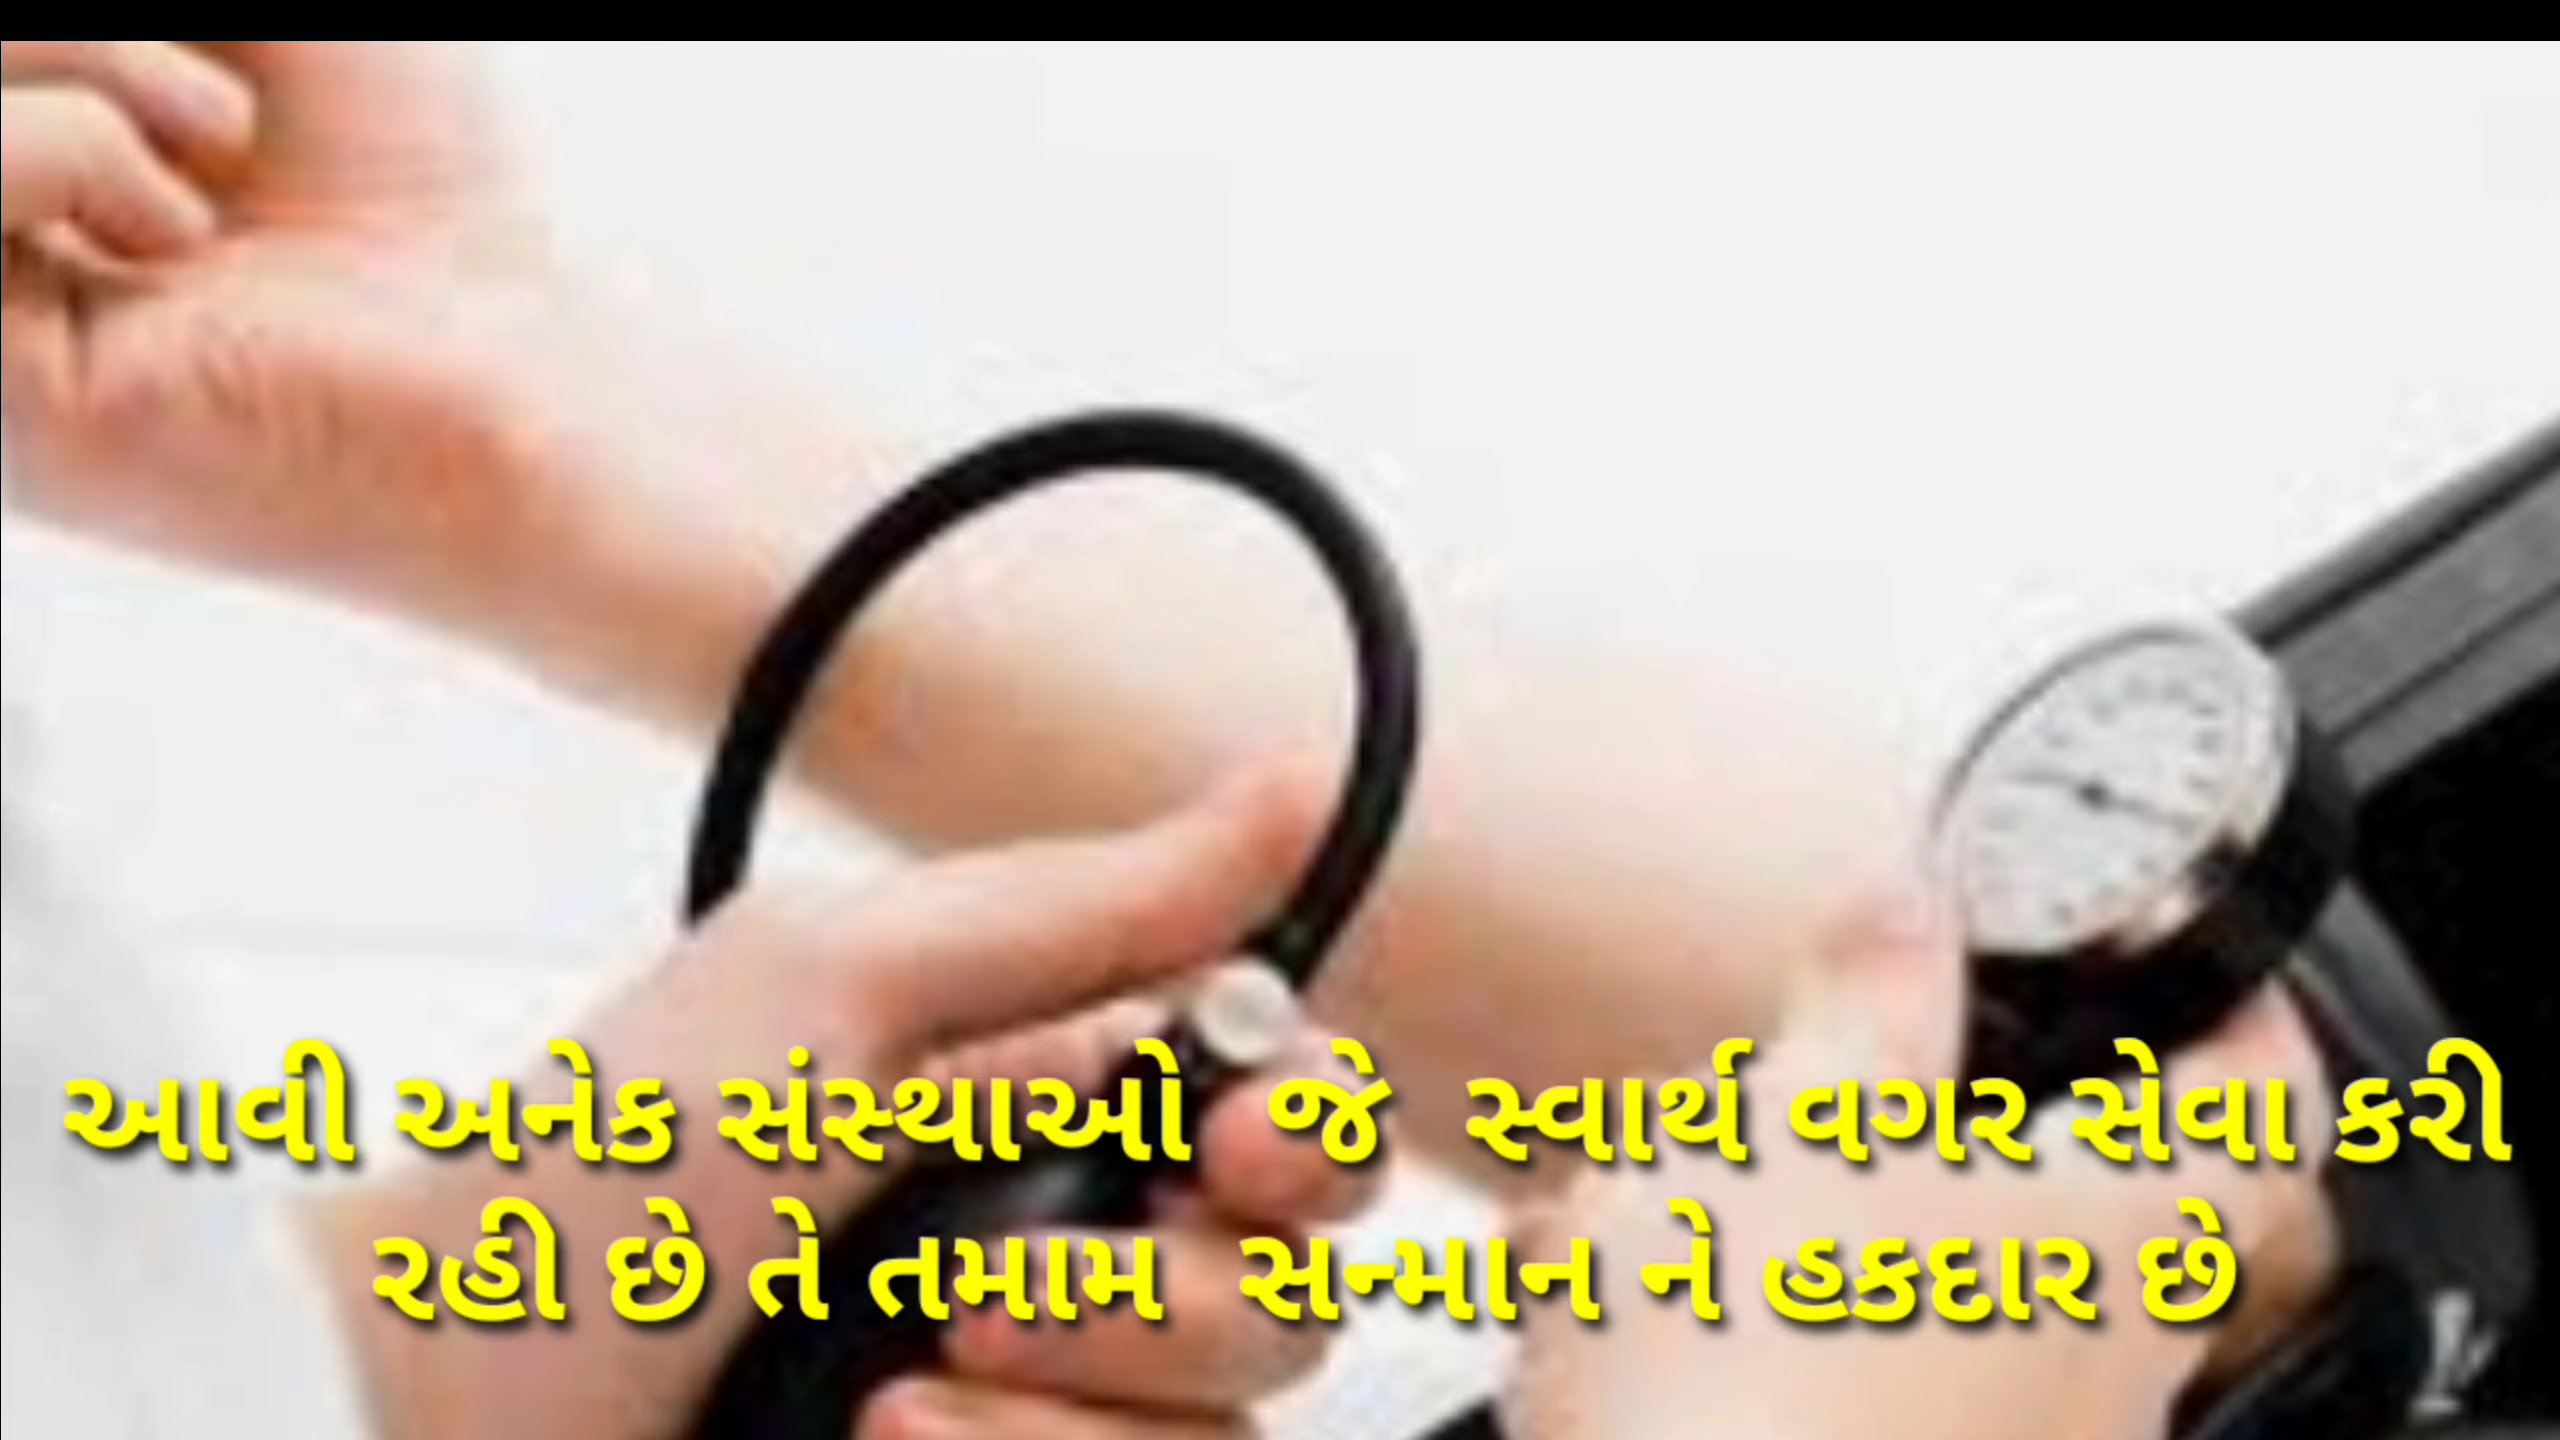 આવી અનેક સંસ્થાઓ જે સ્વાર્થ વગર સેવા કરી
રહી છે તે તમામ સન્માન ને હકદાર છે